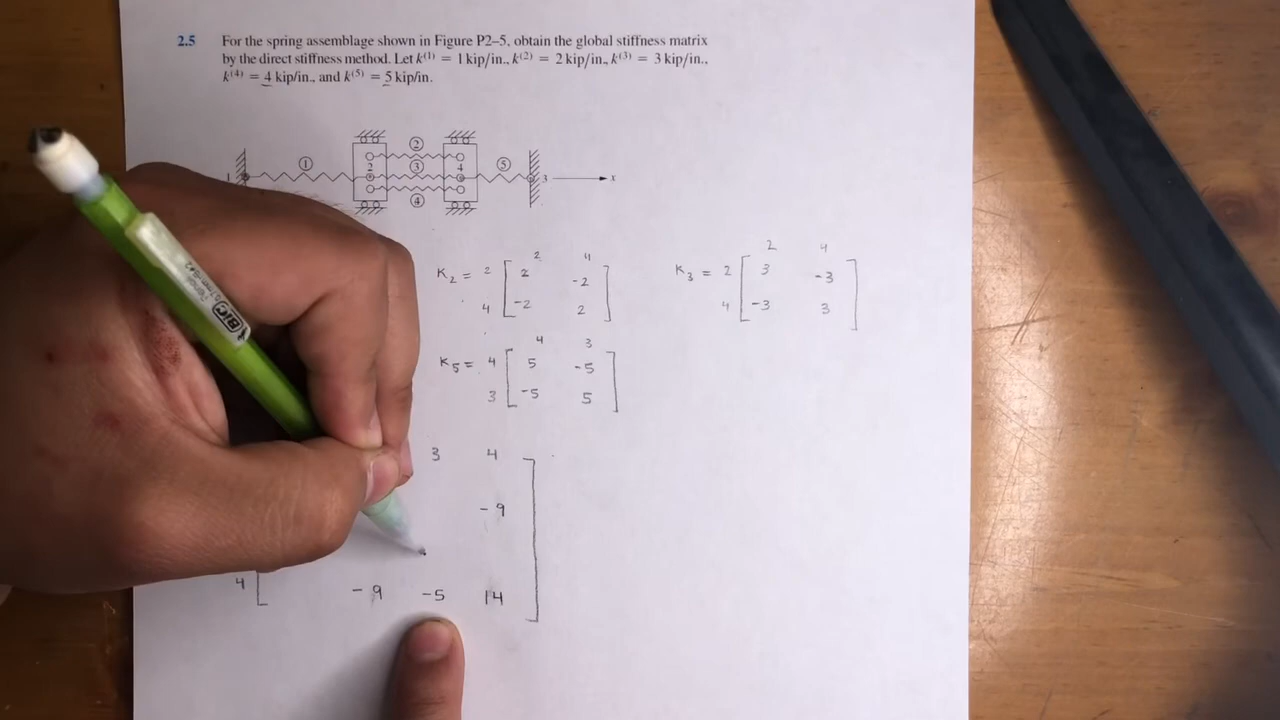 2.5 For the spring assemblage shown in Figure P2–5, obtain the global stiffness matrix
by the direct stiffness method. Let k(1) = 1 kip/in., k(2) = 2 kip/in., k(3) = 3 kip/in.,
k(4) = 4 kip/in., and k(5) = 5 kip/in.
2
1 2 3 4 5
1 3 x
4
2 4
K2 = 2 2 -2
4 -2 2
2 4
K3 = 2 3 -3
4 -3 3
4 3
K5 = 4 5 -5
3 -5 5
3 4
-9
4 -9 -5 14
BIC